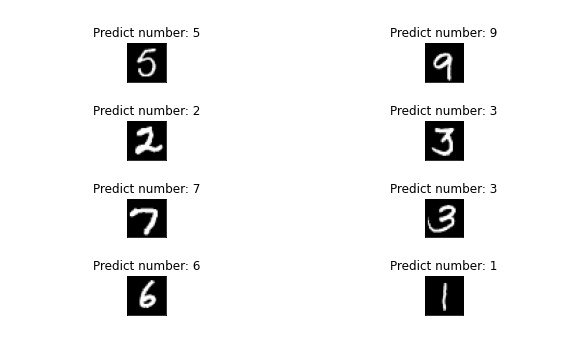 Predict number: 5
Predict number: 9
5
9
Predict number: 2
Predict number: 3
2
3
Predict number: 7
Predict number: 3
7
3
Predict number: 6
Predict number: 1
6
1